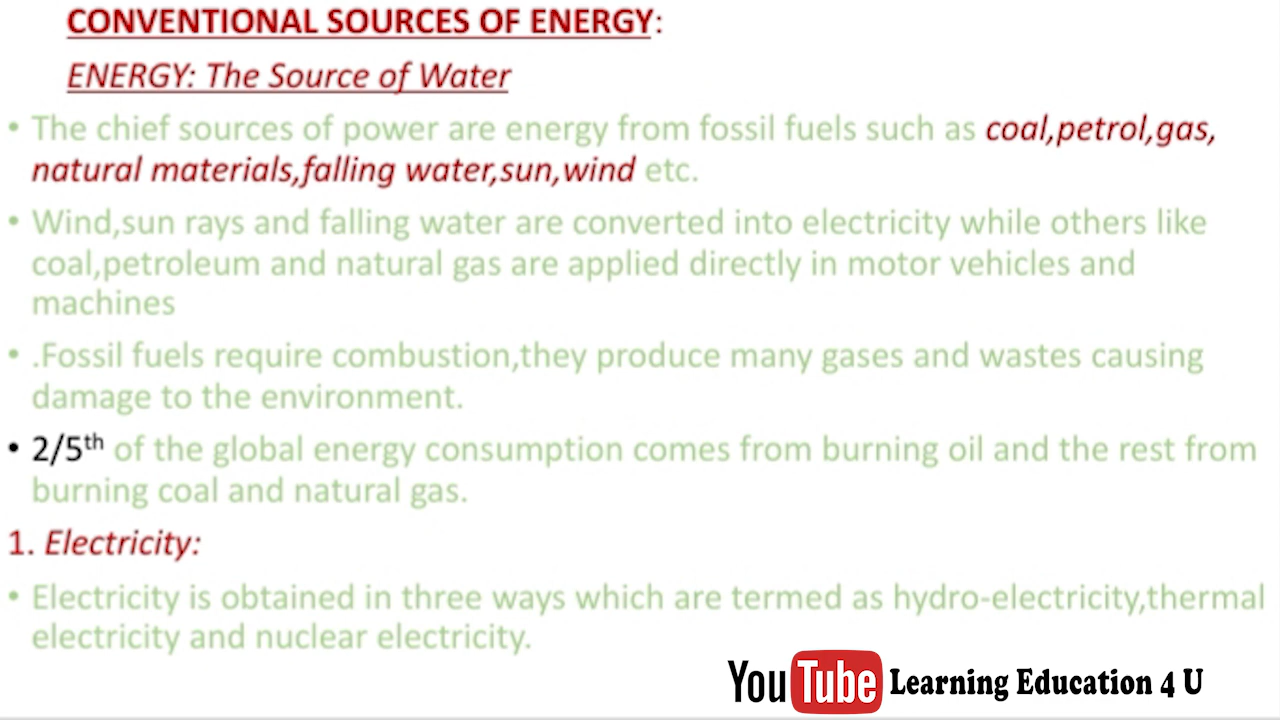 CONVENTIONAL SOURCES OF ENERGY:
ENERGY: The Source of Water
• The chief sources of power are energy from fossil fuels such as coal,petrol,gas,
natural materials,falling water,sun,wind etc.
• Wind,sun rays and falling water are converted into electricity while others like
coal,petroleum and natural gas are applied directly in motor vehicles and
machines
• .Fossil fuels require combustion,they produce many gases and wastes causing
damage to the environment.
• 2/5th of the global energy consumption comes from burning oil and the rest from
burning coal and natural gas.
1. Electricity:
• Electricity is obtained in three ways which are termed as hydro-electricity,thermal
electricity and nuclear electricity.
YouTube Learning Education 4 U